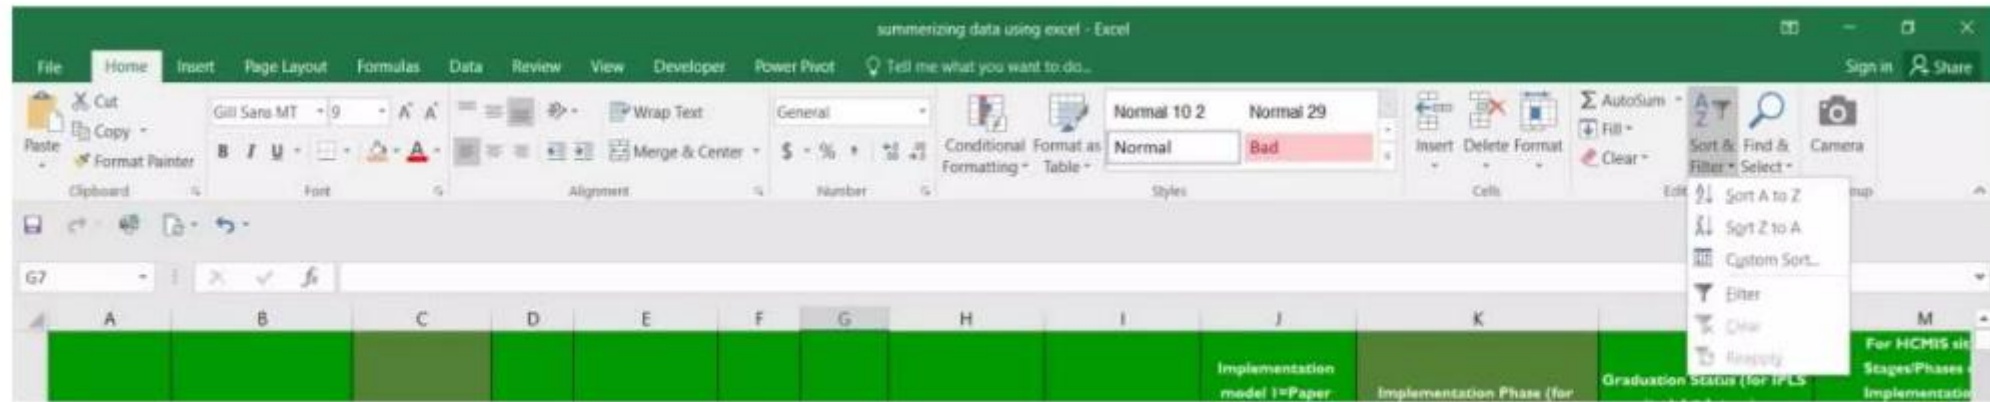 summerizing data using excel - Excel
File Home Insert Page Layout Formulas Data Review View Developer Power Pivot Tell me what you want to do... Sign in Share
Cut
Copy
Format Painter
Paste
Clipboard
Gill Sans MT 9
B I U
Font
Wrap Text
Merge & Center
Alignment
General
$ %
Number
Conditional Formatting
Format as Table
Normal 10 2 Normal 29
Normal Bad
Styles
Insert Delete Format
Cells
AutoSum
Fill
Clear
Sort & Filter
Find & Select
Camera
Sort A to Z
Sort Z to A
Custom Sort...
Filter
Clear
Reapply
G7 fx
A B C D E F G H I J K M
Implementation
model 1=Paper
Implementation Phase (for
Graduation Status (for IPLS
For HCMIS
Stages/Phases